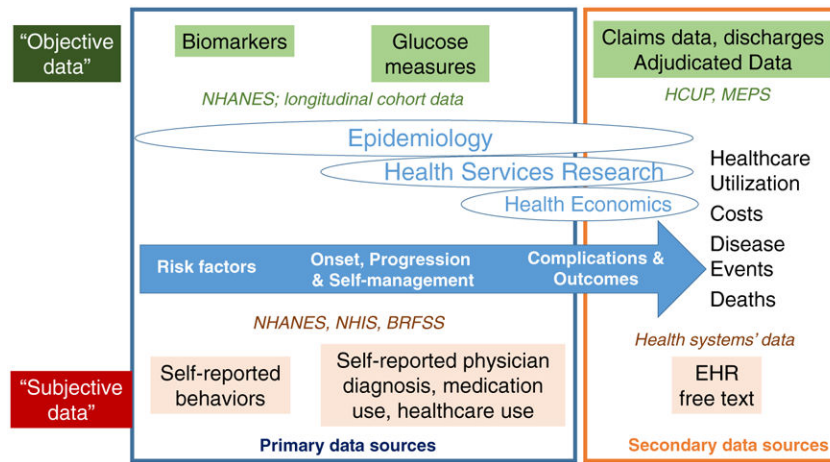 “Objective
data”
Biomarkers
Glucose
measures
Claims data, discharges
Adjudicated Data
NHANES; longitudinal cohort data
HCUP, MEPS
Epidemiology
Health Services Research
Health Economics
Healthcare
Utilization
Costs
Disease
Events
Deaths
Risk factors
Onset, Progression
& Self-management
Complications &
Outcomes
NHANES, NHIS, BRFSS
Health systems’ data
“Subjective
data”
Self-reported
behaviors
Self-reported physician
diagnosis, medication
use, healthcare use
EHR
free text
Primary data sources
Secondary data sources